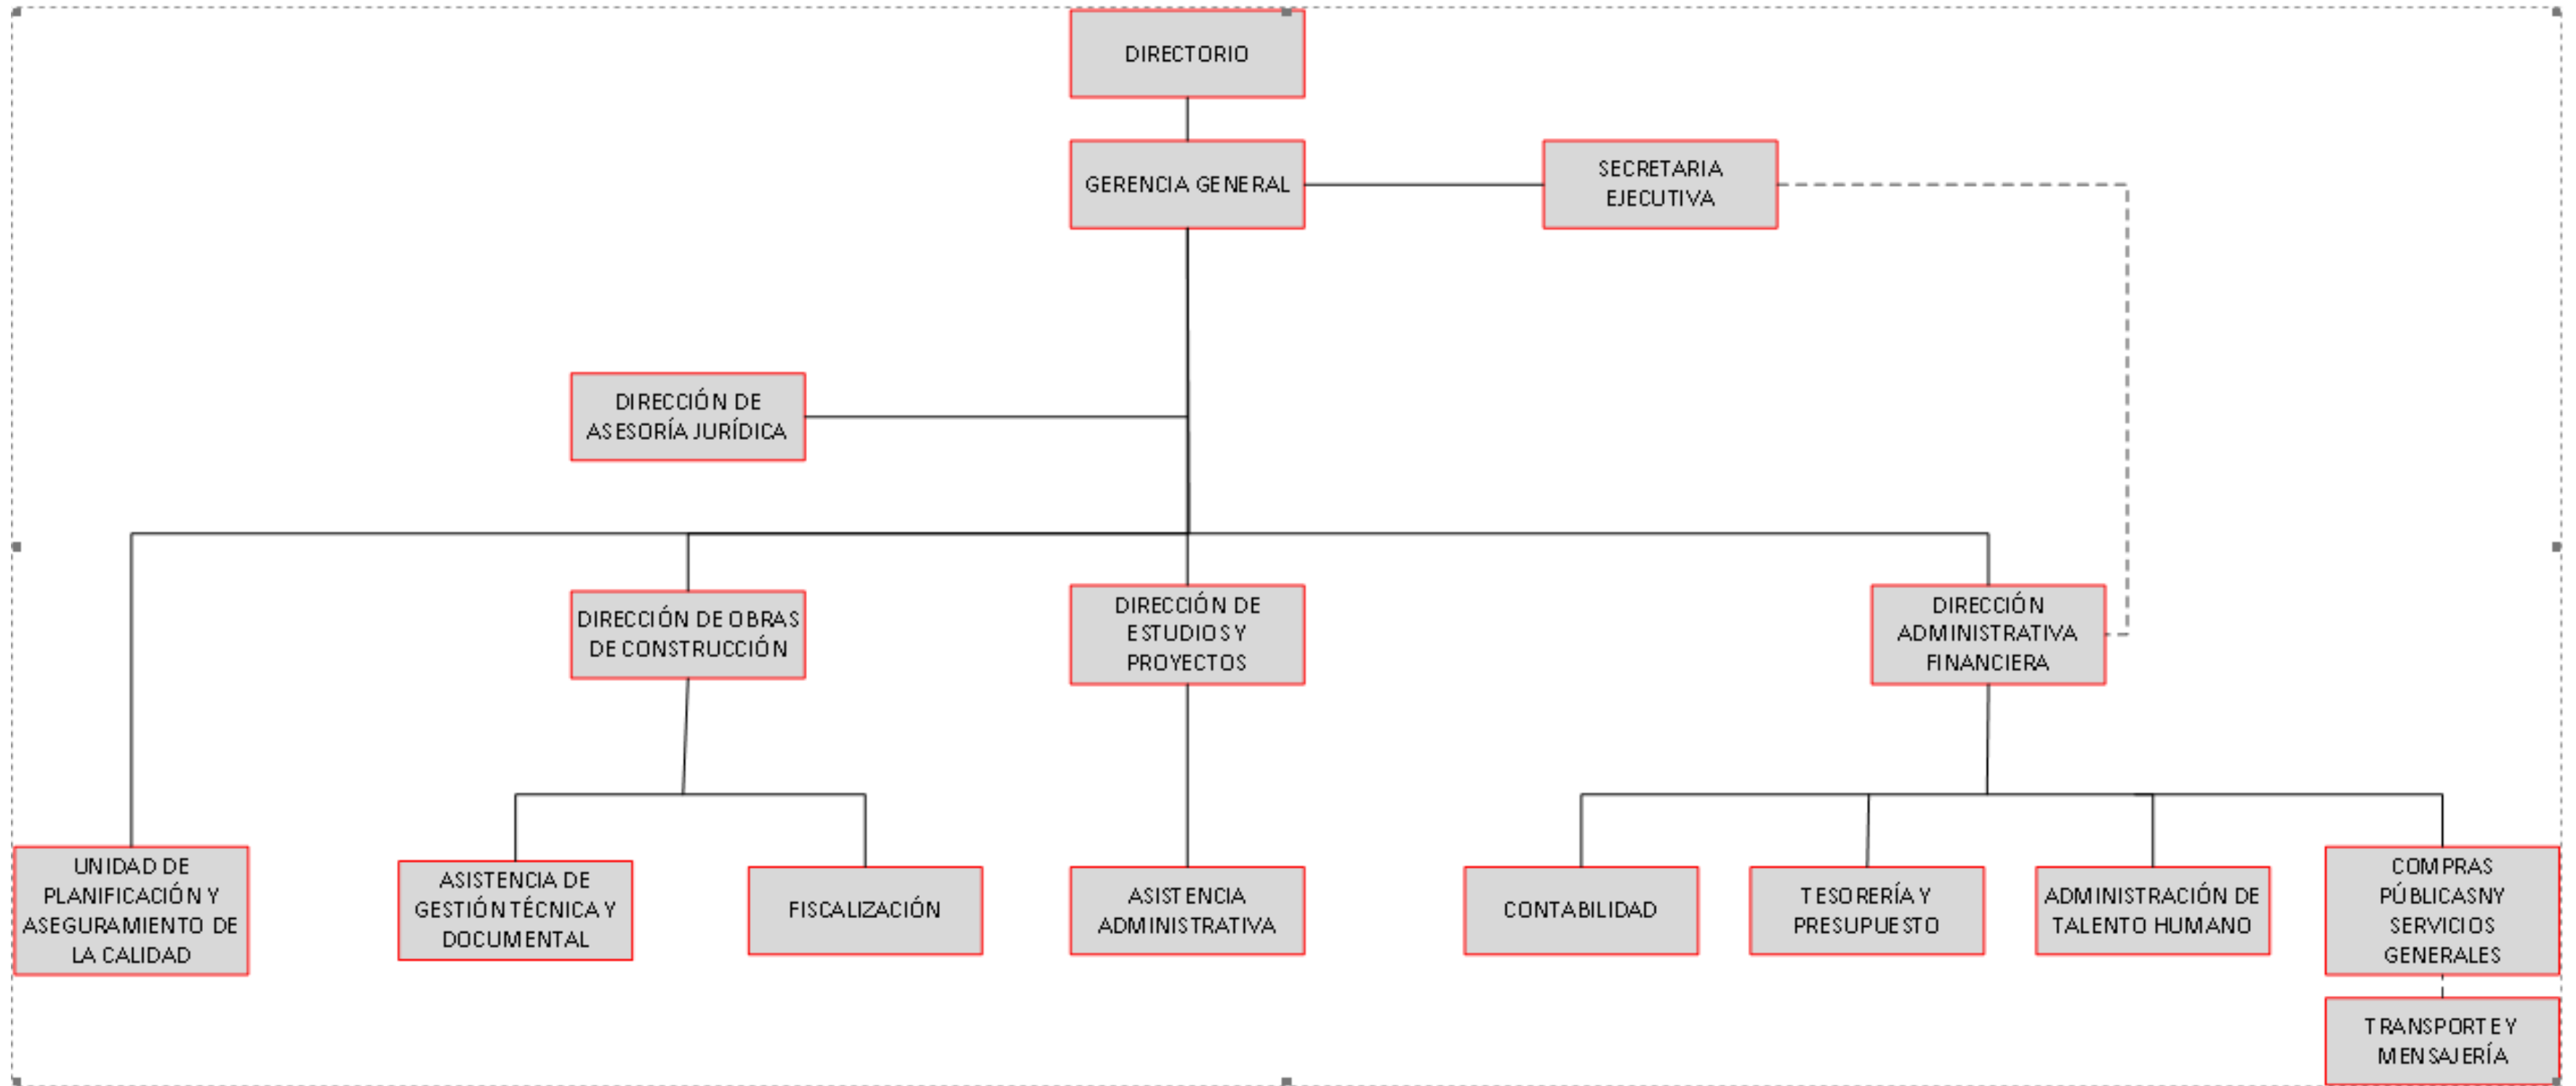 DIRECTORIO
GERENCIA GENERAL
SECRETARIA
EJECUTIVA
DIRECCIÓN DE
ASESORÍA JURÍDICA
DIRECCIÓN DE OBRAS
DE CONSTRUCCIÓN
DIRECCIÓN DE
ESTUDIOS Y
PROYECTOS
DIRECCIÓN
ADMINISTRATIVA
FINANCIERA
UNIDAD DE
PLANIFICACIÓN Y
ASEGURAMIENTO DE
LA CALIDAD
ASISTENCIA DE
GESTIÓN TÉCNICA Y
DOCUMENTAL
FISCALIZACIÓN
ASISTENCIA
ADMINISTRATIVA
CONTABILIDAD
TESORERÍA Y
PRESUPUESTO
ADMINISTRACIÓN DE
TALENTO HUMANO
COMPRAS
PÚBLICASNY
SERVICIOS
GENERALES
TRANSPORTE Y
MENSAJERÍA